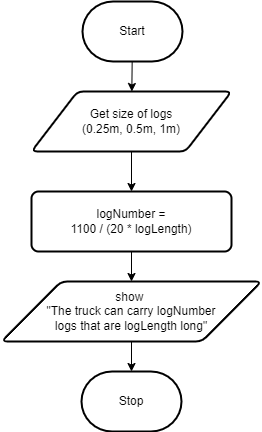 Start
Get size of logs
(0.25m, 0.5m, 1m)
logNumber =
1100 / (20 * logLength)
show
"The truck can carry logNumber
logs that are logLength long"
Stop